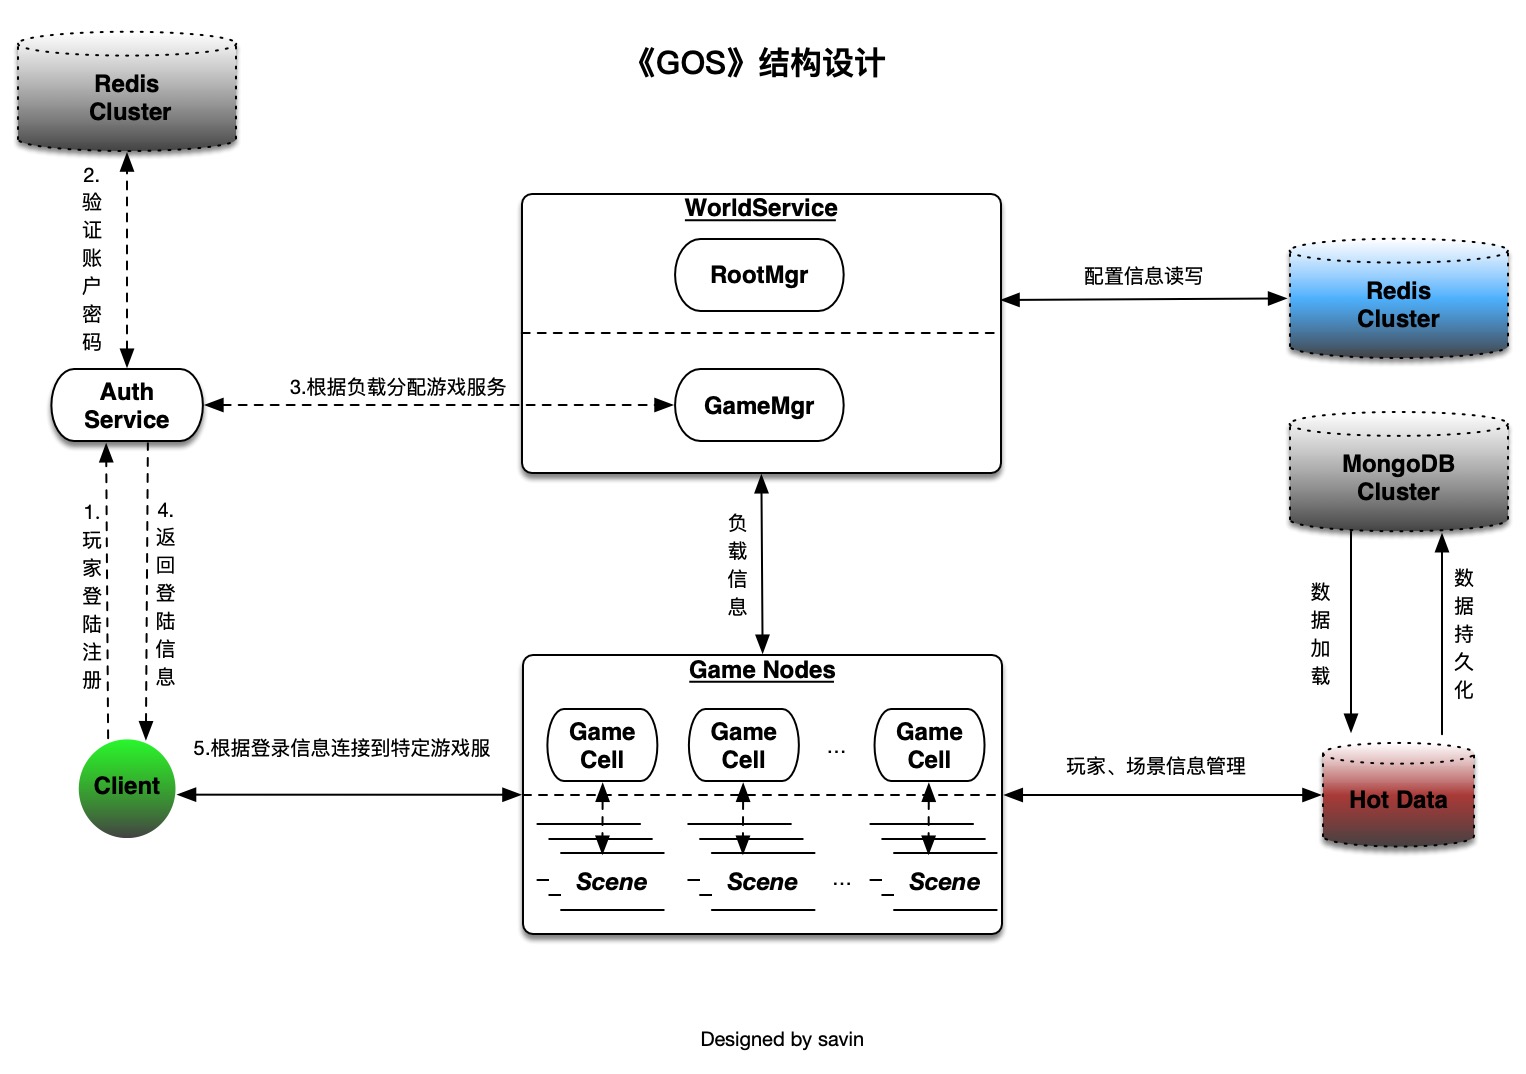 《GOS》结构设计
Redis
Cluster
2.
验
证
账
户
密
码
WorldService
RootMgr
配置信息读写
Redis
Cluster
Auth
Service
3.根据负载分配游戏服务
GameMgr
MongoDB
Cluster
1.
玩
家
登
陆
注
册
4.
返
回
登
陆
信
息
负
载
信
息
数
据
加
载
数
据
持
久
化
Game Nodes
Game
Cell
Game
Cell
...
Game
Cell
5.根据登录信息连接到特定游戏服
Client
玩家、场景信息管理
Hot Data
Scene
Scene
...
Scene
Designed by savin